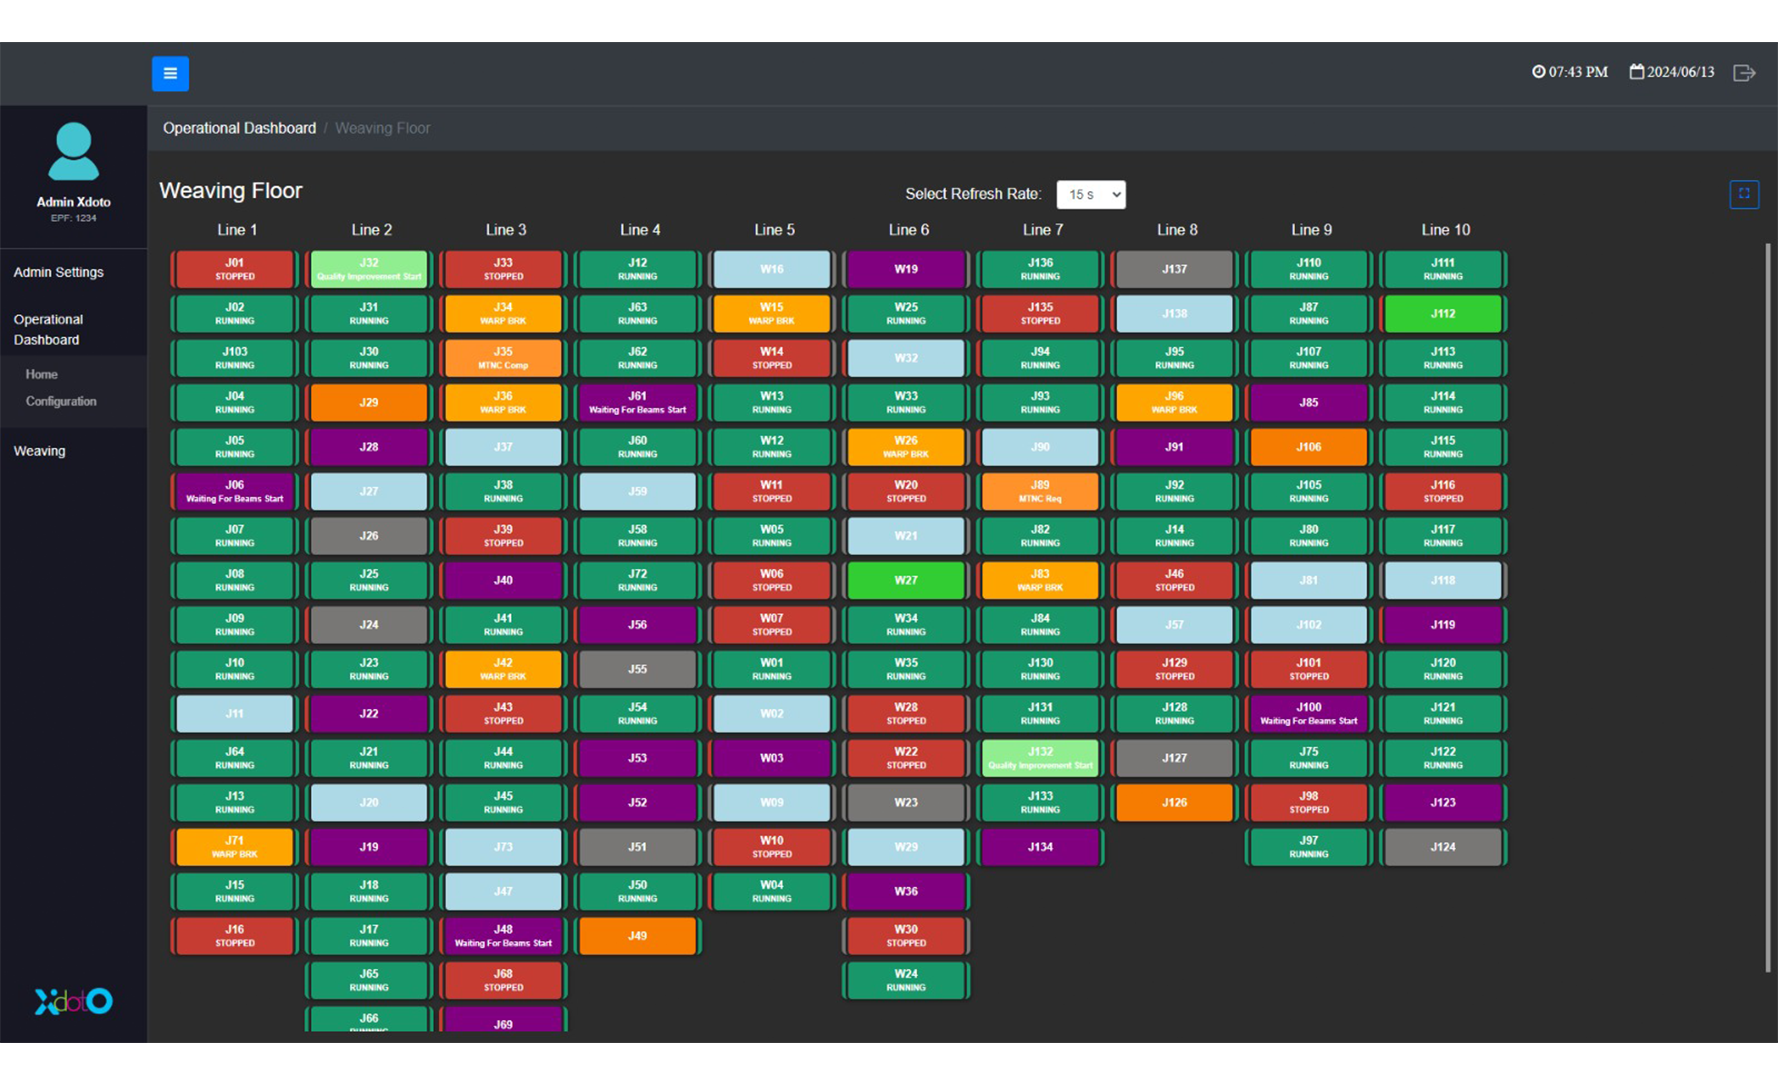 07:43 PM 2024/06/13
Operational Dashboard / Weaving Floor
Admin Xdoto
EPF: 1234
Admin Settings
Operational
Dashboard
Home
Configuration
Weaving
XdotO
Weaving Floor
Select Refresh Rate: 15 s
Line 1 Line 2 Line 3 Line 4 Line 5 Line 6 Line 7 Line 8 Line 9 Line 10
J01 J32 J33 J12 W16 W19 J136 J137 J110 J111
STOPPED Quality Improvement Start STOPPED RUNNING RUNNING RUNNING RUNNING
J02 J31 J34 J63 W15 W25 J135 J138 J87 J112
RUNNING RUNNING WARP BRK RUNNING WARP BRK RUNNING STOPPED RUNNING
J103 J30 J35 J62 W14 W32 J94 J95 J107 J113
RUNNING RUNNING MTNC Comp RUNNING STOPPED RUNNING RUNNING RUNNING RUNNING
J04 J29 J36 J61 W13 W33 J93 J96 J85 J114
RUNNING WARP BRK Waiting For Beams Start RUNNING RUNNING RUNNING WARP BRK RUNNING
J05 J28 J37 J60 W12 W26 J90 J91 J106 J115
RUNNING RUNNING RUNNING WARP BRK RUNNING
J06 J27 J38 J59 W11 W20 J89 J92 J105 J116
Waiting For Beams Start RUNNING STOPPED STOPPED MTNC Req RUNNING RUNNING STOPPED
J07 J26 J39 J58 W05 W21 J82 J14 J80 J117
RUNNING STOPPED RUNNING RUNNING RUNNING RUNNING RUNNING RUNNING
J08 J25 J40 J72 W06 W27 J83 J46 J81 J118
RUNNING RUNNING RUNNING STOPPED WARP BRK STOPPED
J09 J24 J41 J56 W07 W34 J84 J57 J102 J119
RUNNING RUNNING STOPPED RUNNING RUNNING
J10 J23 J42 J55 W01 W35 J130 J129 J101 J120
RUNNING RUNNING WARP BRK RUNNING RUNNING RUNNING STOPPED STOPPED RUNNING
J11 J22 J43 J54 W02 W28 J131 J128 J100 J121
STOPPED RUNNING STOPPED RUNNING RUNNING Waiting For Beams Start RUNNING
J64 J21 J44 J53 W03 W22 J132 J127 J75 J122
RUNNING RUNNING RUNNING STOPPED Quality Improvement Start RUNNING RUNNING
J13 J20 J45 J52 W09 W23 J133 J126 J98 J123
RUNNING RUNNING RUNNING STOPPED
J71 J19 J73 J51 W10 W29 J134 J97 J124
WARP BRK STOPPED RUNNING
J15 J18 J47 J50 W04 W36
RUNNING RUNNING RUNNING RUNNING
J16 J17 J48 J49 W30
STOPPED RUNNING Waiting For Beams Start STOPPED
J65 J68 W24
RUNNING STOPPED RUNNING
J66 J69